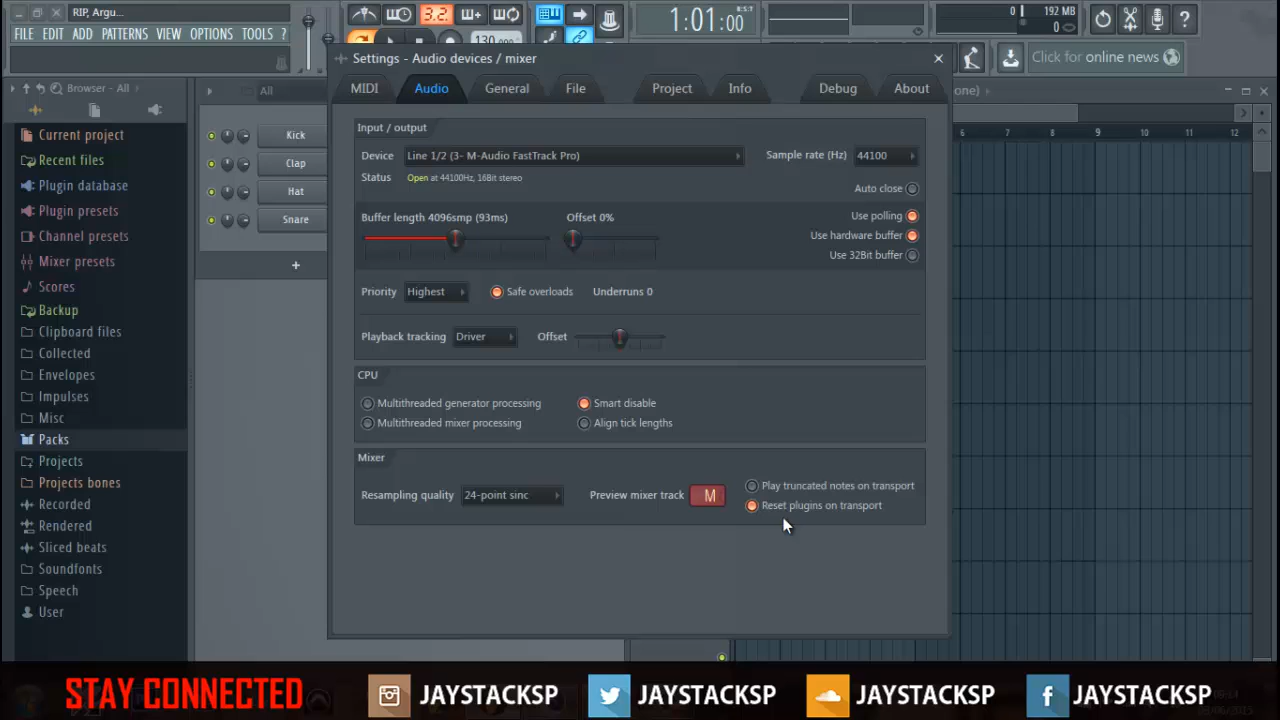 RIP, Argu...
FILE EDIT ADD PATTERNS VIEW OPTIONS TOOLS ?
3.2
130.000
1:01:00
B:S:T
0
192 MB
0
Click for online news
Settings - Audio devices / mixer
MIDI Audio General File Project Info Debug About
Browser - All
All
one)
6 7 8 9 10 11 12
Current project
Recent files
Plugin database
Plugin presets
Channel presets
Mixer presets
Scores
Backup
Clipboard files
Collected
Envelopes
Impulses
Misc
Packs
Projects
Projects bones
Recorded
Rendered
Sliced beats
Soundfonts
Speech
User
Kick
Clap
Hat
Snare
+
Input / output
Device Line 1/2 (3- M-Audio FastTrack Pro) Sample rate (Hz) 44100
Status Open at 44100Hz, 16Bit stereo
Auto close
Buffer length 4096smp (93ms) Offset 0% Use polling
Use hardware buffer
Use 32Bit buffer
Priority Highest Safe overloads Underruns 0
Playback tracking Driver Offset
CPU
Multithreaded generator processing Smart disable
Multithreaded mixer processing Align tick lengths
Mixer
Resampling quality 24-point sinc Preview mixer track M Play truncated notes on transport
Reset plugins on transport
STAY CONNECTED JAYSTACKSP JAYSTACKSP JAYSTACKSP JAYSTACKSP